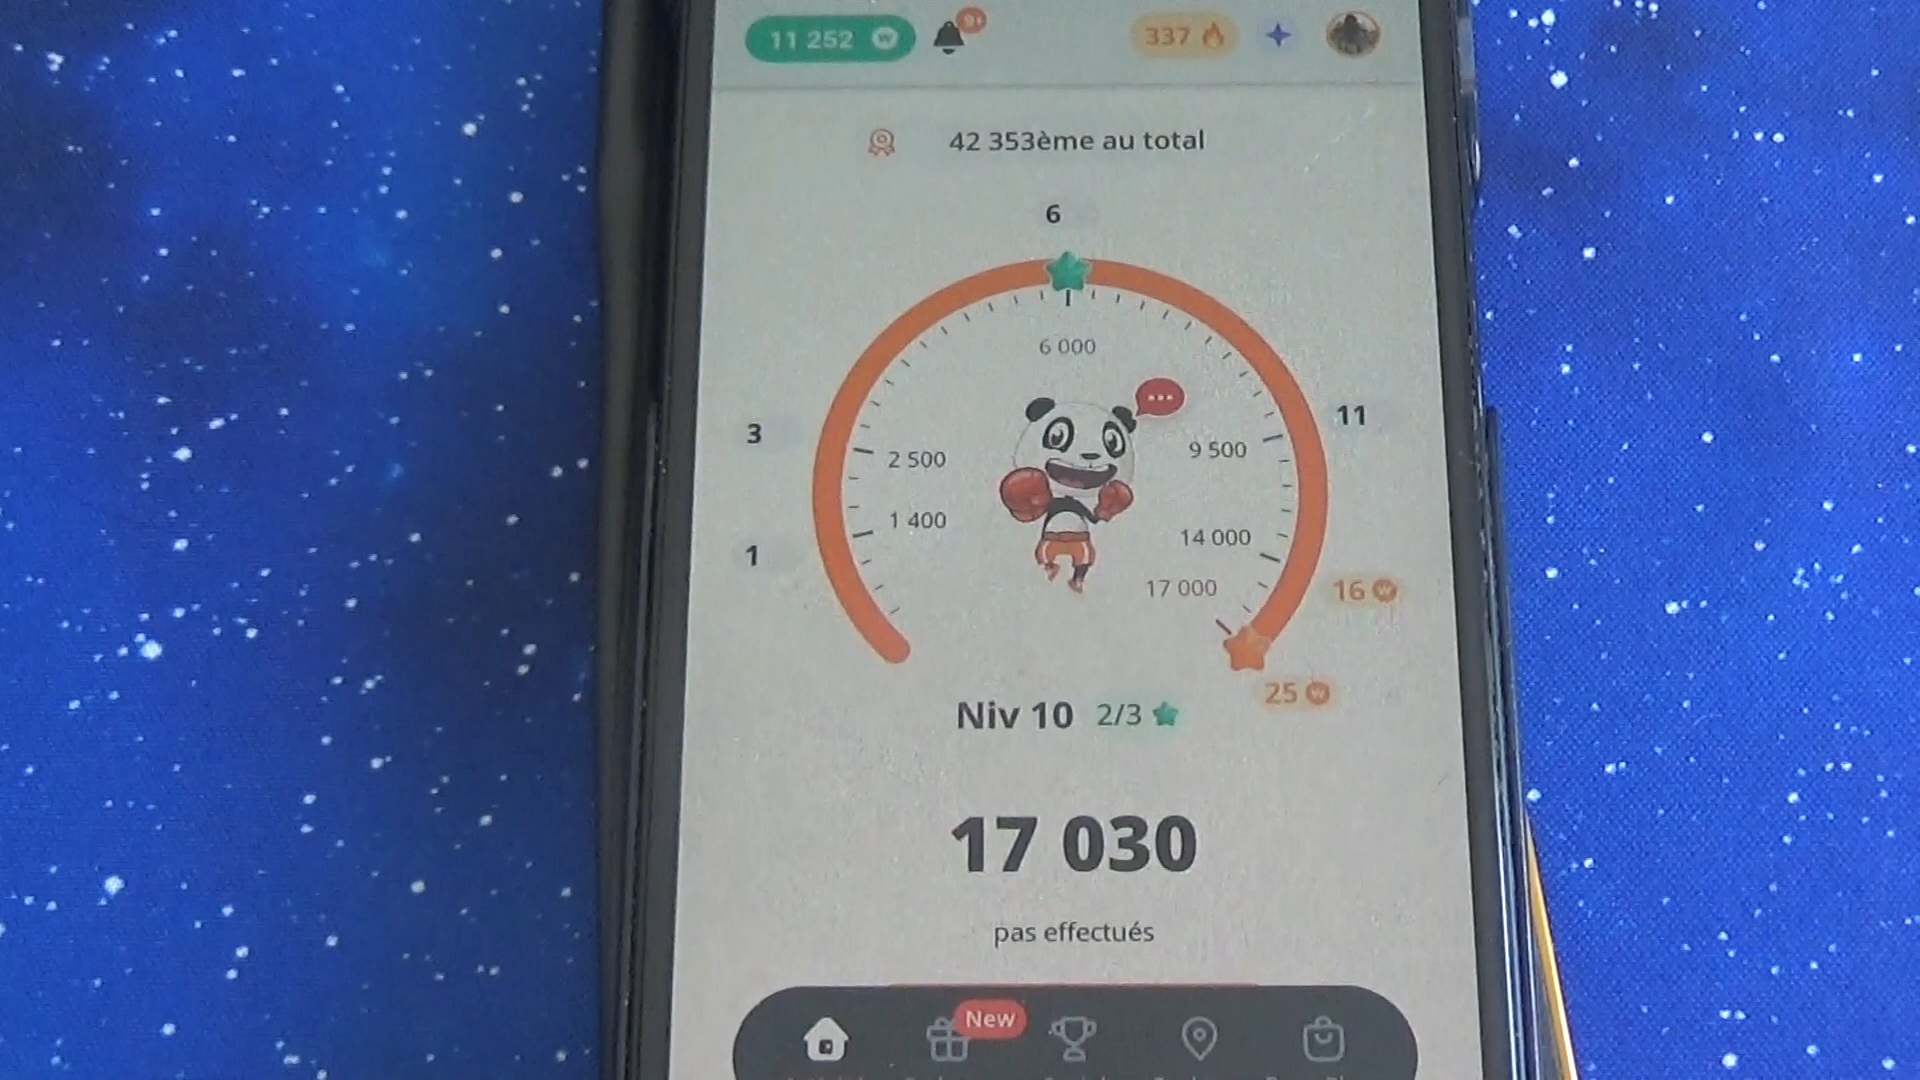 11 252 W
9+
337
42 353ème au total
6
6 000
3
11
2 500
9 500
1 400
14 000
1
17 000
16 W
25 W
Niv 10 2/3
17 030
pas effectués
New